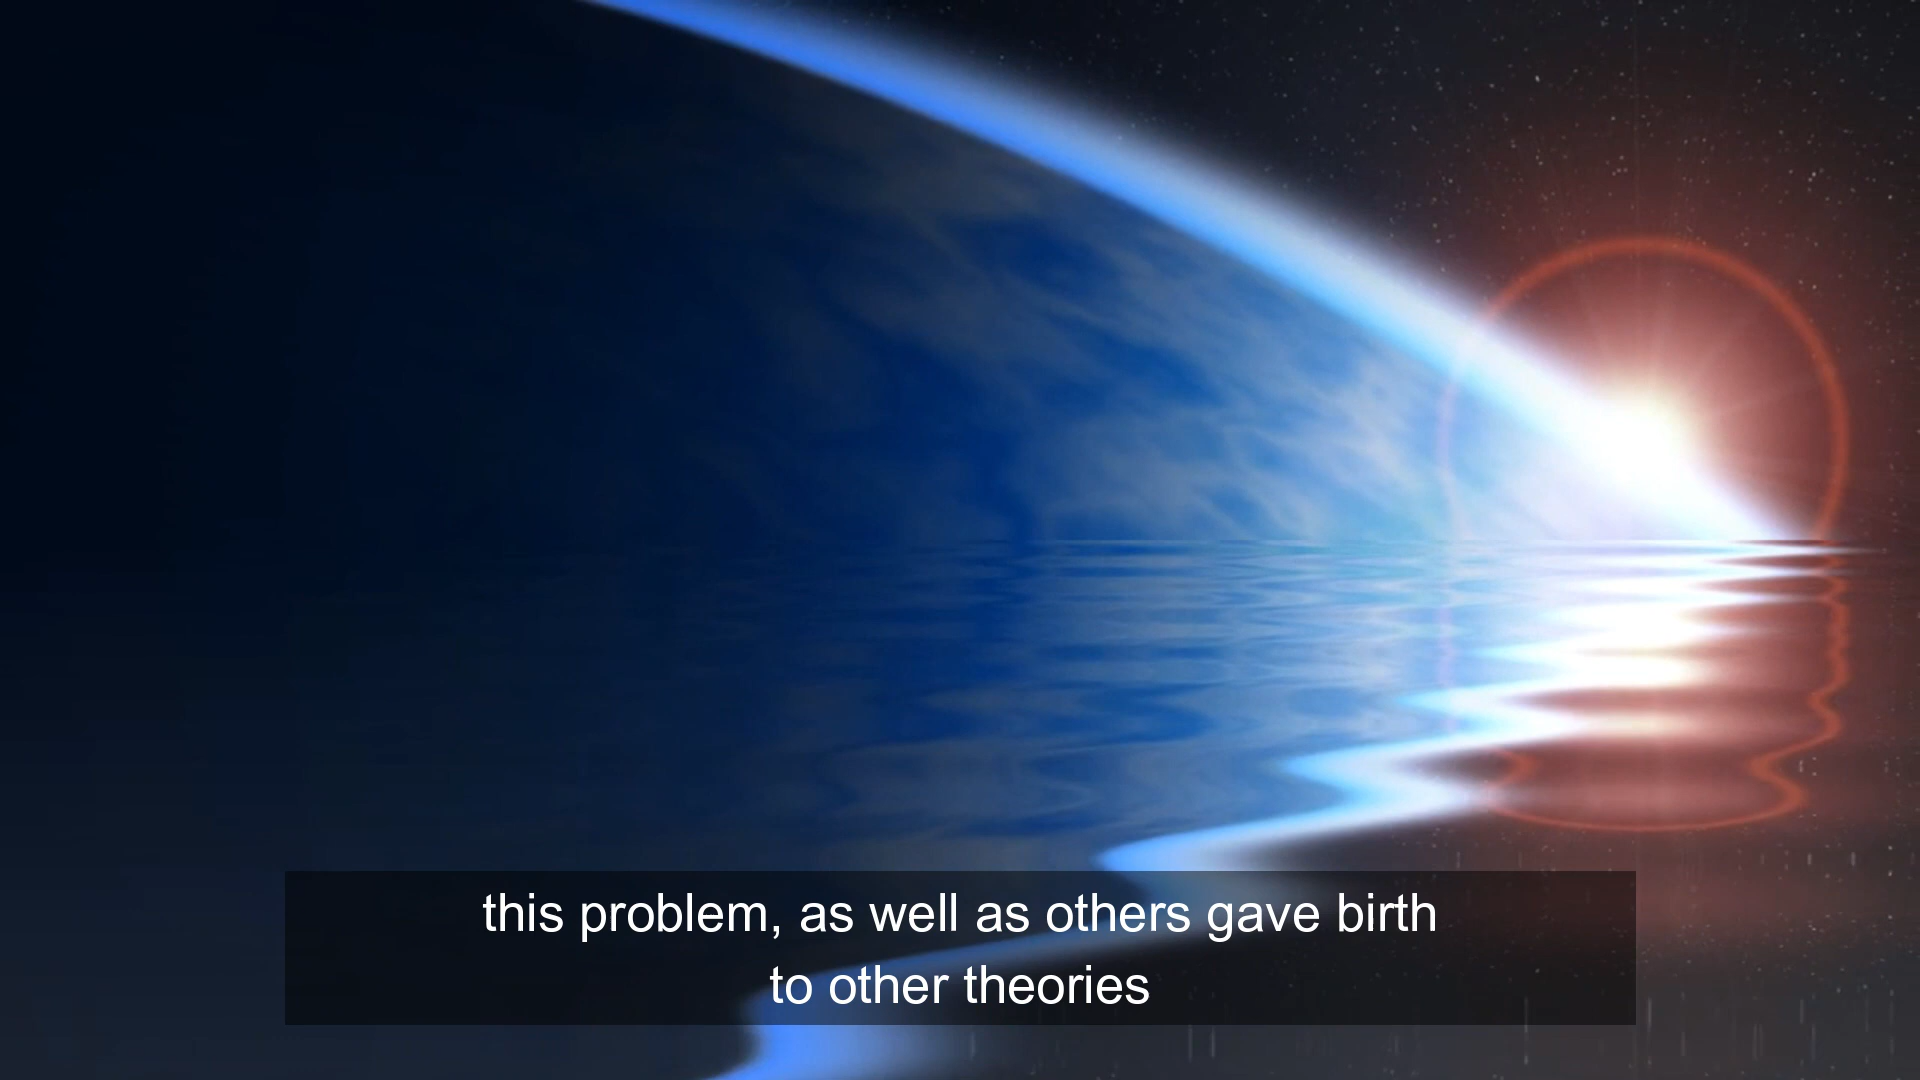 this problem, as well as others gave birth
to other theories